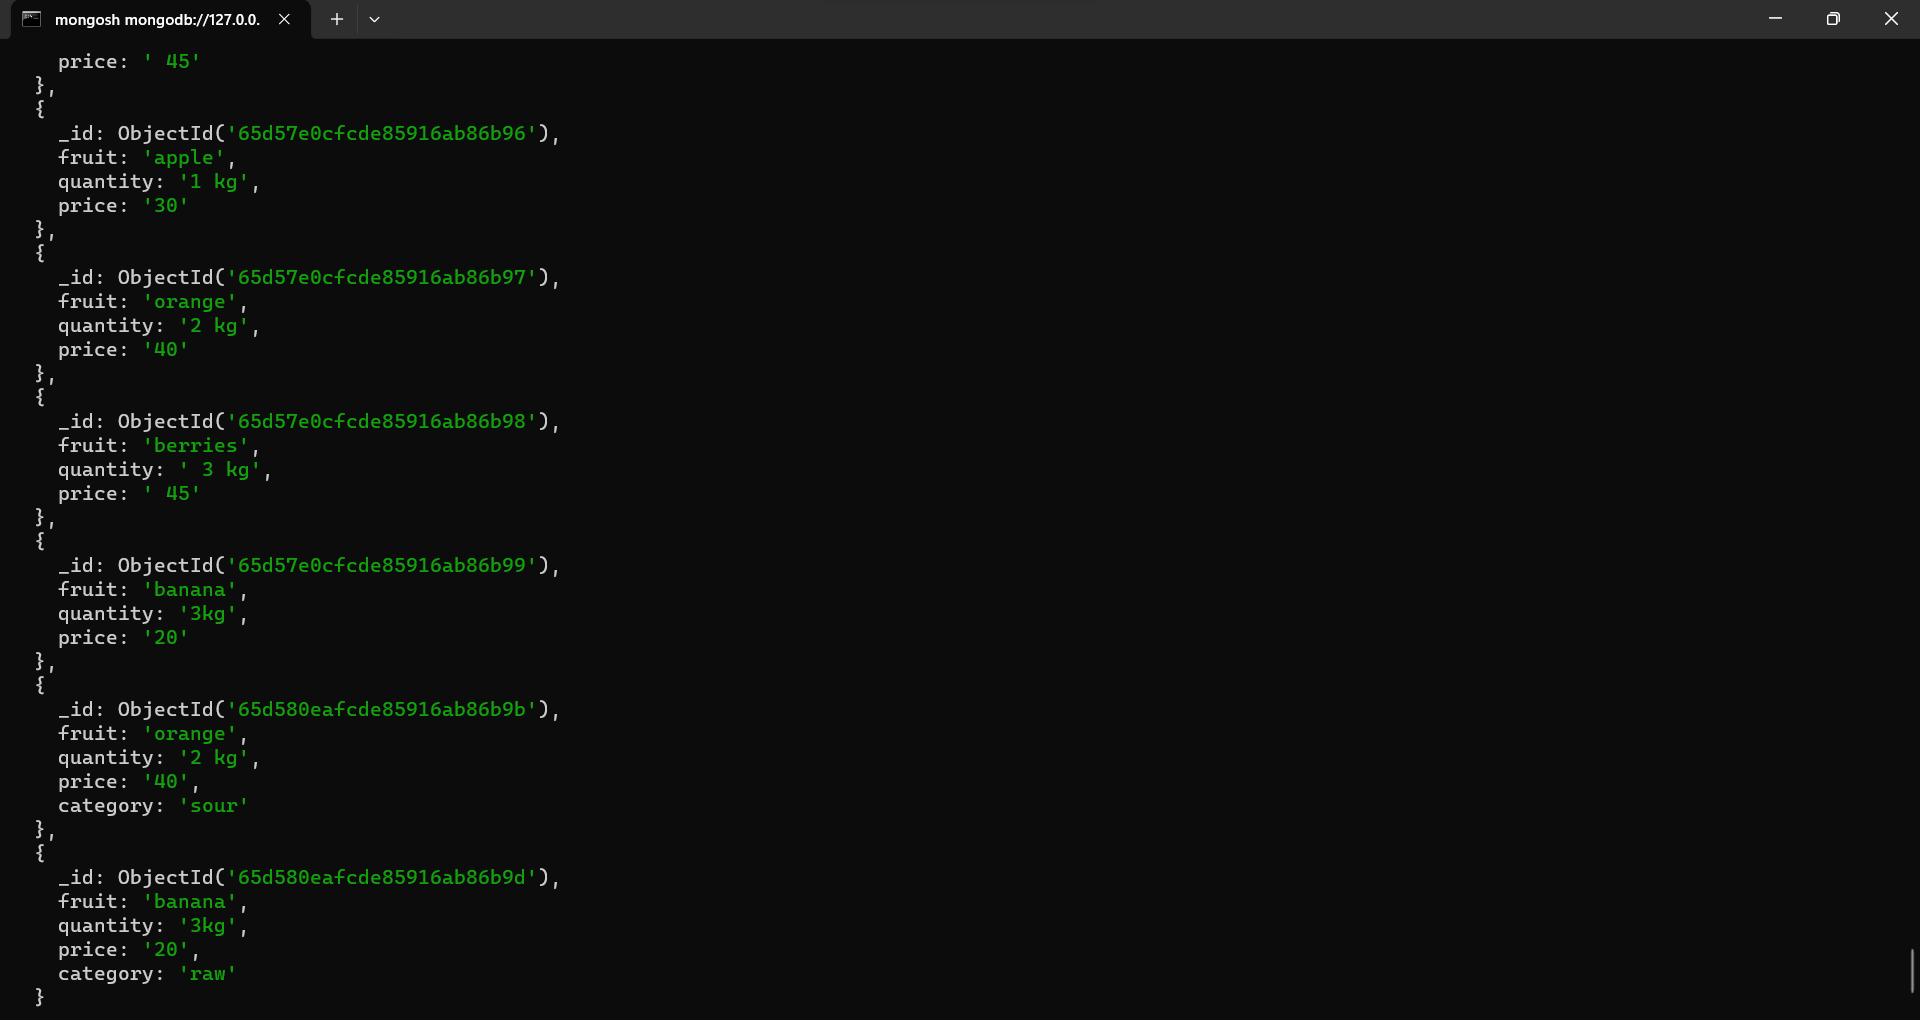 mongosh mongodb://127.0.0.
price: ' 45'
},
{
_id: ObjectId('65d57e0cfcde85916ab86b96'),
fruit: 'apple',
quantity: '1 kg',
price: '30'
},
{
_id: ObjectId('65d57e0cfcde85916ab86b97'),
fruit: 'orange',
quantity: '2 kg',
price: '40'
},
{
_id: ObjectId('65d57e0cfcde85916ab86b98'),
fruit: 'berries',
quantity: ' 3 kg',
price: ' 45'
},
{
_id: ObjectId('65d57e0cfcde85916ab86b99'),
fruit: 'banana',
quantity: '3kg',
price: '20'
},
{
_id: ObjectId('65d580eafcde85916ab86b9b'),
fruit: 'orange',
quantity: '2 kg',
price: '40',
category: 'sour'
},
{
_id: ObjectId('65d580eafcde85916ab86b9d'),
fruit: 'banana',
quantity: '3kg',
price: '20',
category: 'raw'
}